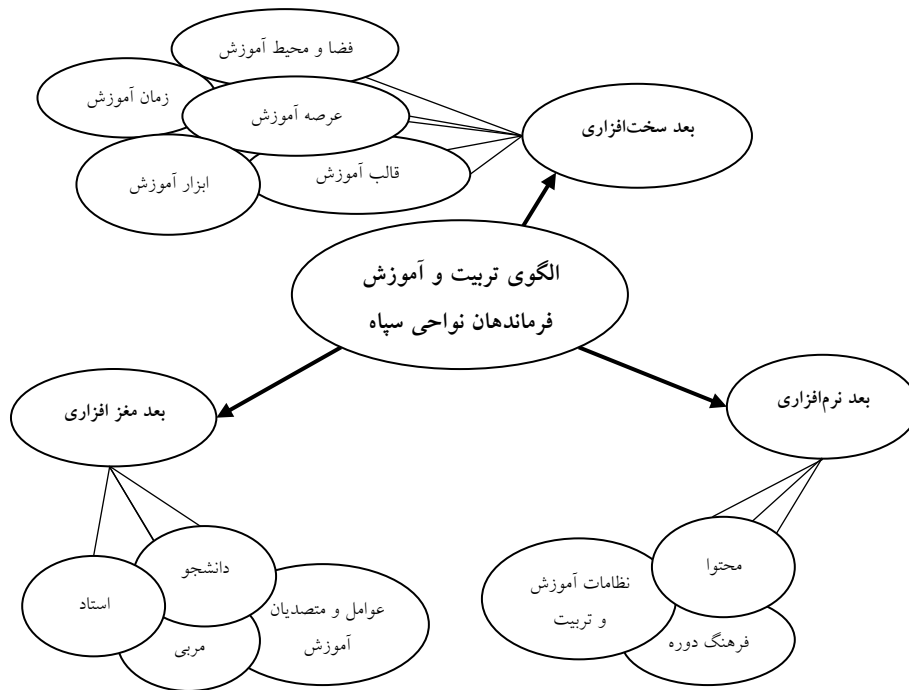 فضا و محیط آموزش
زمان آموزش
عرصه آموزش
بعد سخت‌افزاری
قالب آموزش
ابزار آموزش
الگوی تربیت و آموزش
فرماندهان نواحی سپاه
بعد نرم‌افزاری
بعد مغز افزاری
دانشجو
استاد
مربی
عوامل و متصدیان
آموزش
محتوا
نظامات آموزش
و تربیت
فرهنگ دوره